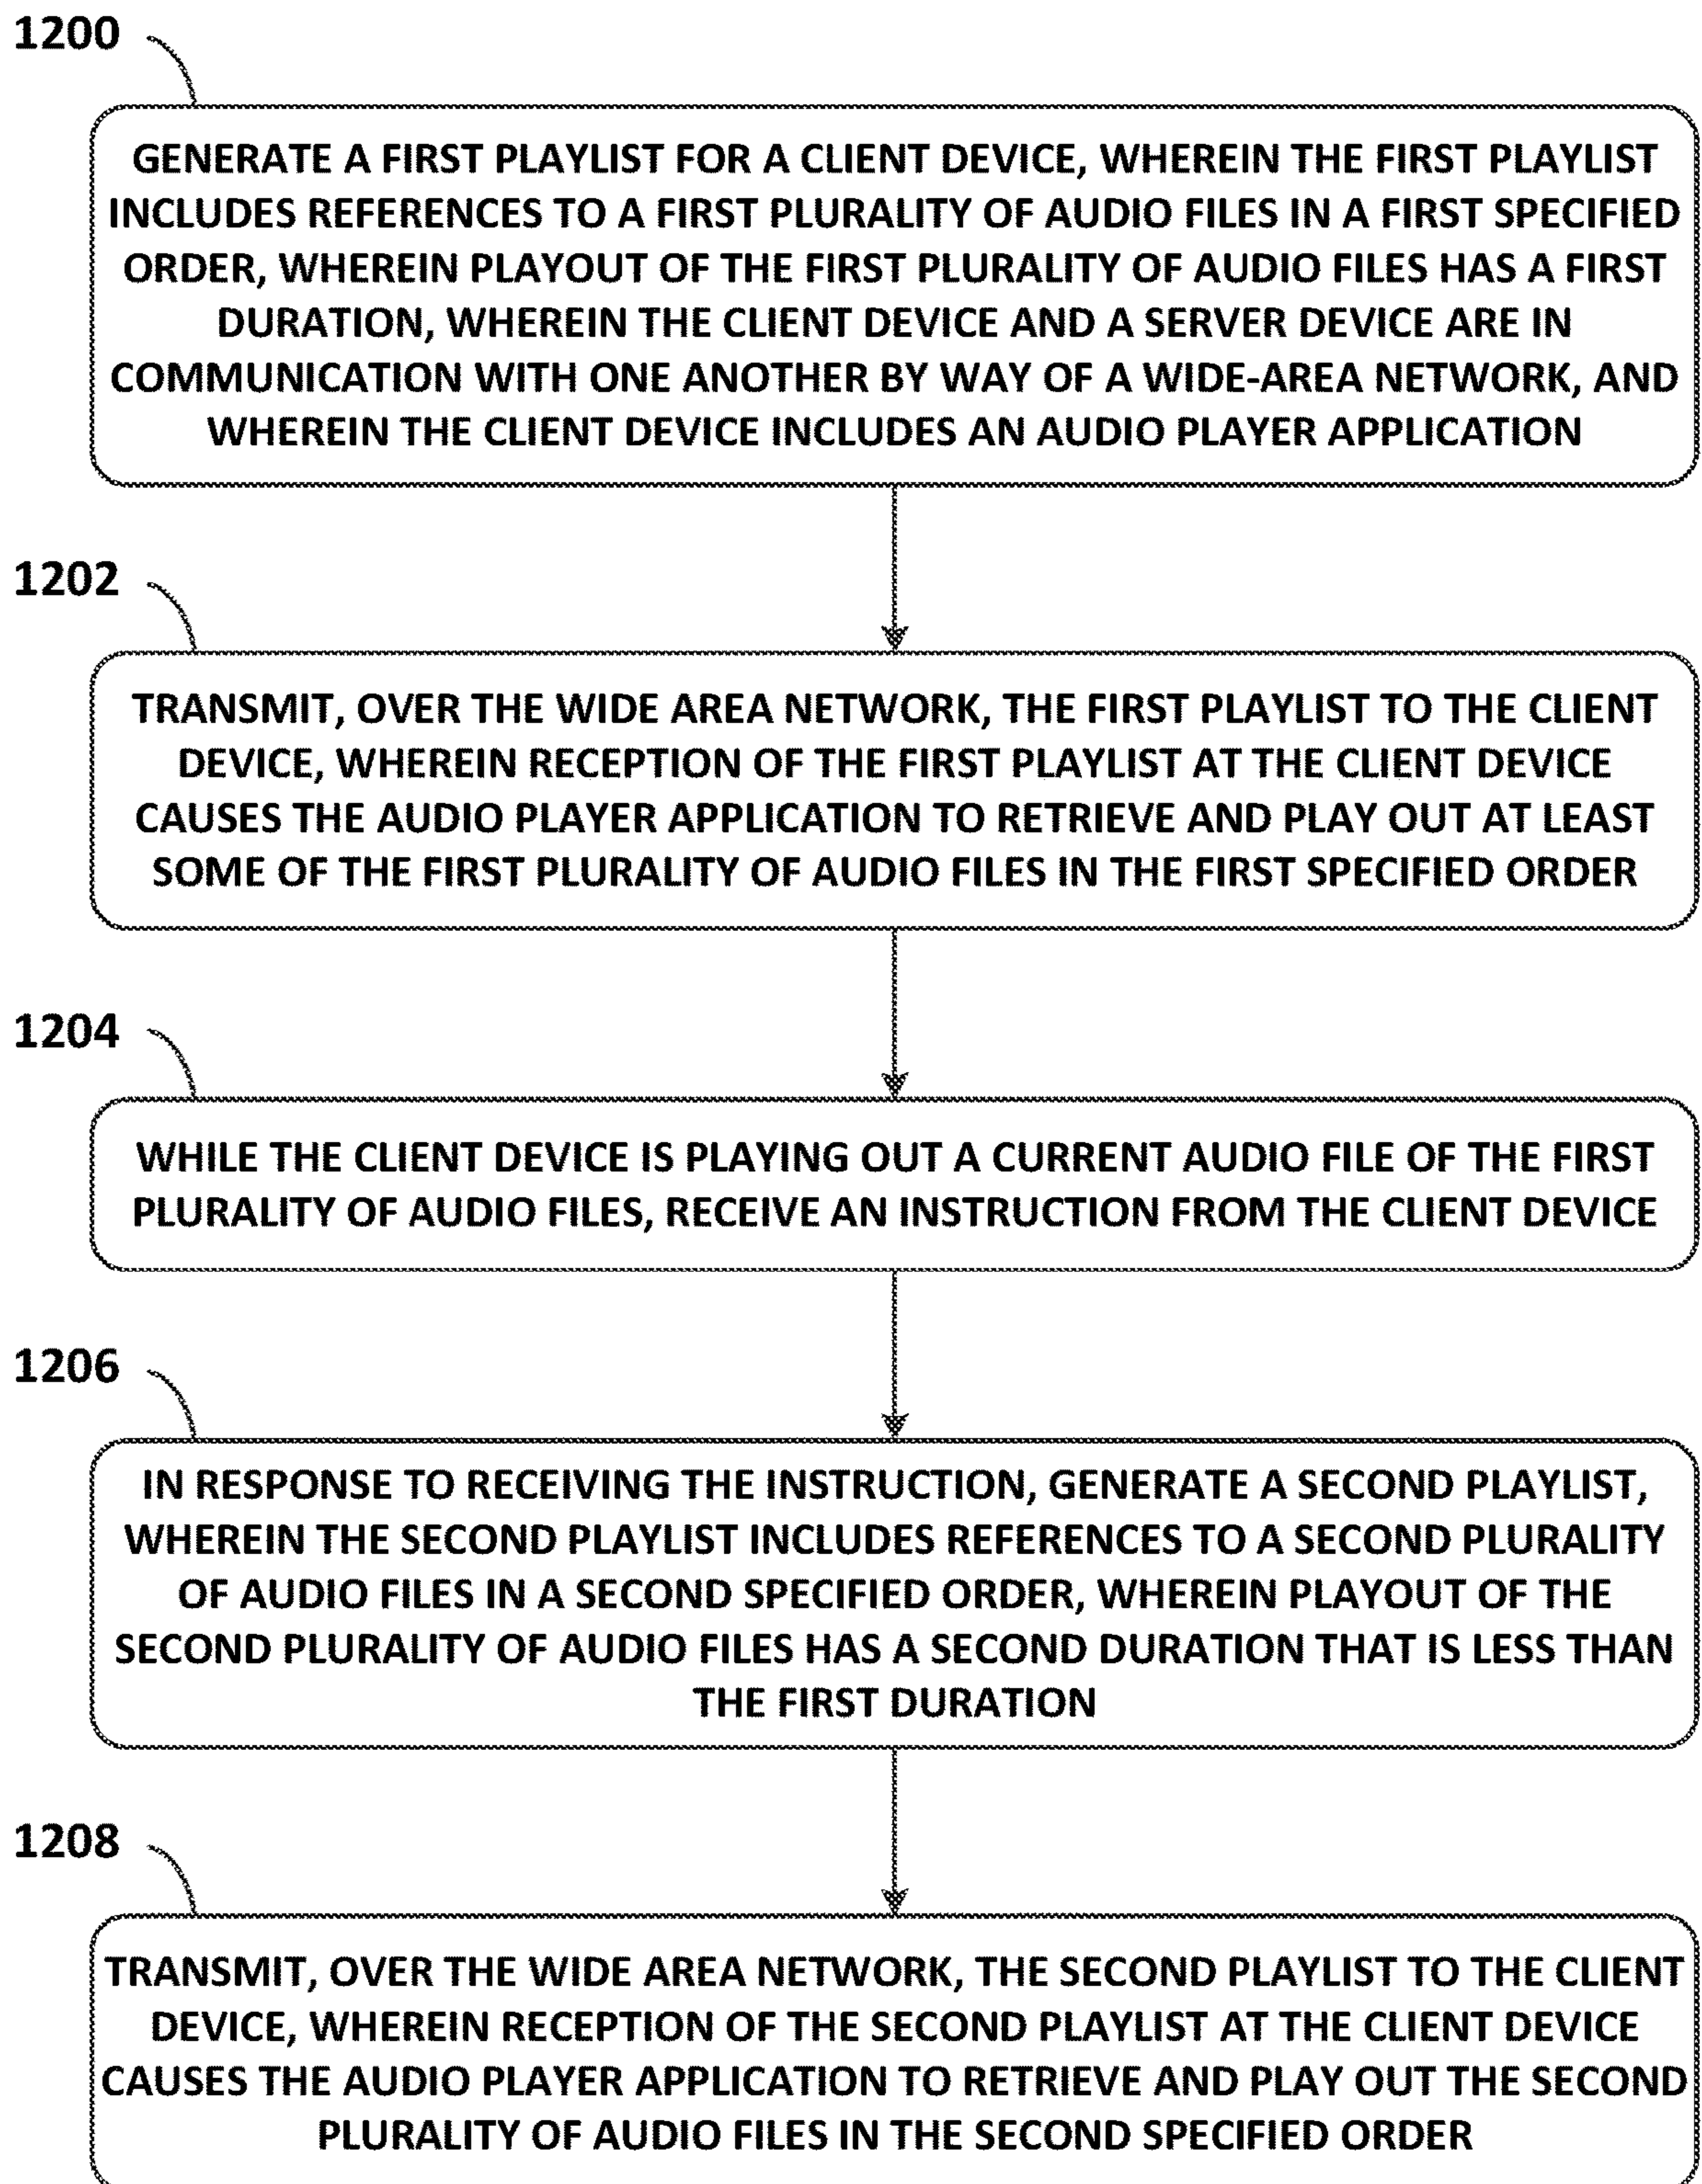 1200
GENERATE A FIRST PLAYLIST FOR A CLIENT DEVICE, WHEREIN THE FIRST PLAYLIST
INCLUDES REFERENCES TO A FIRST PLURALITY OF AUDIO FILES IN A FIRST SPECIFIED
ORDER, WHEREIN PLAYOUT OF THE FIRST PLURALITY OF AUDIO FILES HAS A FIRST
DURATION, WHEREIN THE CLIENT DEVICE AND A SERVER DEVICE ARE IN
COMMUNICATION WITH ONE ANOTHER BY WAY OF A WIDE-AREA NETWORK, AND
WHEREIN THE CLIENT DEVICE INCLUDES AN AUDIO PLAYER APPLICATION
1202
TRANSMIT, OVER THE WIDE AREA NETWORK, THE FIRST PLAYLIST TO THE CLIENT
DEVICE, WHEREIN RECEPTION OF THE FIRST PLAYLIST AT THE CLIENT DEVICE
CAUSES THE AUDIO PLAYER APPLICATION TO RETRIEVE AND PLAY OUT AT LEAST
SOME OF THE FIRST PLURALITY OF AUDIO FILES IN THE FIRST SPECIFIED ORDER
1204
WHILE THE CLIENT DEVICE IS PLAYING OUT A CURRENT AUDIO FILE OF THE FIRST
PLURALITY OF AUDIO FILES, RECEIVE AN INSTRUCTION FROM THE CLIENT DEVICE
1206
IN RESPONSE TO RECEIVING THE INSTRUCTION, GENERATE A SECOND PLAYLIST,
WHEREIN THE SECOND PLAYLIST INCLUDES REFERENCES TO A SECOND PLURALITY
OF AUDIO FILES IN A SECOND SPECIFIED ORDER, WHEREIN PLAYOUT OF THE
SECOND PLURALITY OF AUDIO FILES HAS A SECOND DURATION THAT IS LESS THAN
THE FIRST DURATION
1208
TRANSMIT, OVER THE WIDE AREA NETWORK, THE SECOND PLAYLIST TO THE CLIENT
DEVICE, WHEREIN RECEPTION OF THE SECOND PLAYLIST AT THE CLIENT DEVICE
CAUSES THE AUDIO PLAYER APPLICATION TO RETRIEVE AND PLAY OUT THE SECOND
PLURALITY OF AUDIO FILES IN THE SECOND SPECIFIED ORDER